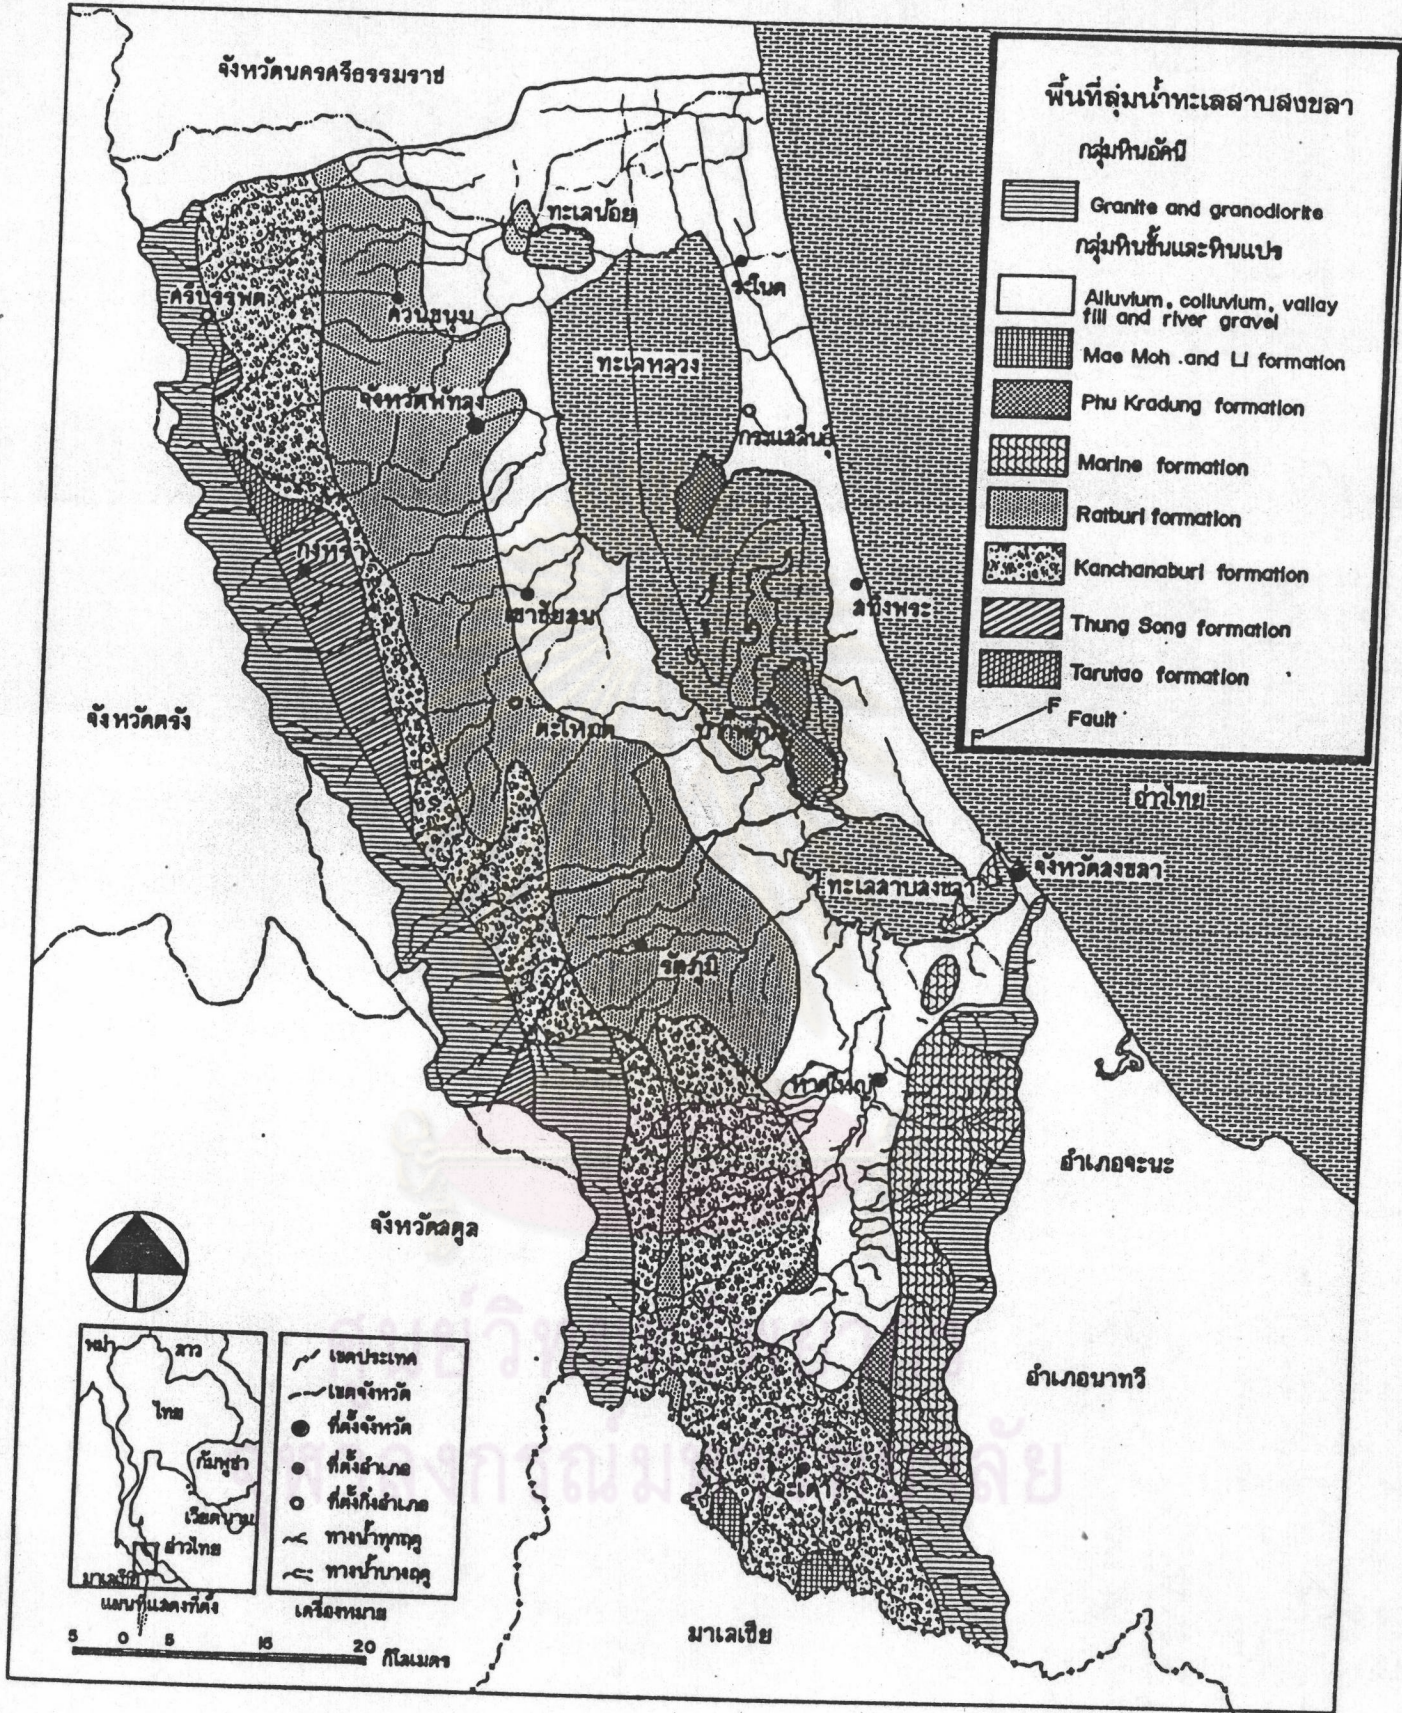 จังหวัดนครศรีธรรมราช
พื้นที่ลุ่มน้ำทะเลสาบสงขลา
กลุ่มหินอัคนี
Granite and granodiorite
กลุ่มหินชั้นและหินแปร
Alluvium, colluvium, vallay
fill and river gravel
Mae Moh .and Li formation
Phu Kradung formation
Marine formation
Ratburi formation
Kanchanaburi formation
Thung Song formation
Tarutao formation
F
F
Fault
ทะเลน้อย
ระโนด
ศรีบรรพต
ควนขนุน
ทะเลหลวง
จังหวัดพัทลุง
กระแสสินธุ์
กงหรา
เขาชัยสน
สทิงพระ
จังหวัดตรัง
ตะโหมด
อ่าวไทย
จังหวัดสงขลา
ทะเลสาบสงขลา
รัตภูมิ
หาดใหญ่
อำเภอจะนะ
จังหวัดสตูล
อำเภอนาทวี
สะเดา
มาเลเซีย
พม่า
ลาว
ไทย
กัมพูชา
เวียดนาม
อ่าวไทย
มาเลเซีย
แผนที่แสดงที่ตั้ง
เขตประเทศ
เขตจังหวัด
ที่ตั้งจังหวัด
ที่ตั้งอำเภอ
ที่ตั้งกิ่งอำเภอ
ทางน้ำทุกฤดู
ทางน้ำบางฤดู
เครื่องหมาย
5 0 5 15 20 กิโลเมตร